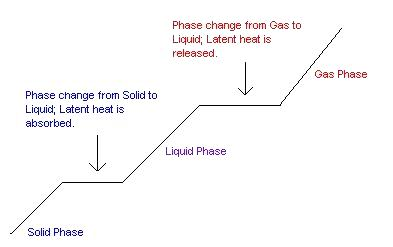 Phase change from Gas to
Liquid; Latent heat is
released.
Gas Phase
Phase change from Solid to
Liquid; Latent heat is
absorbed.
Liquid Phase
Solid Phase